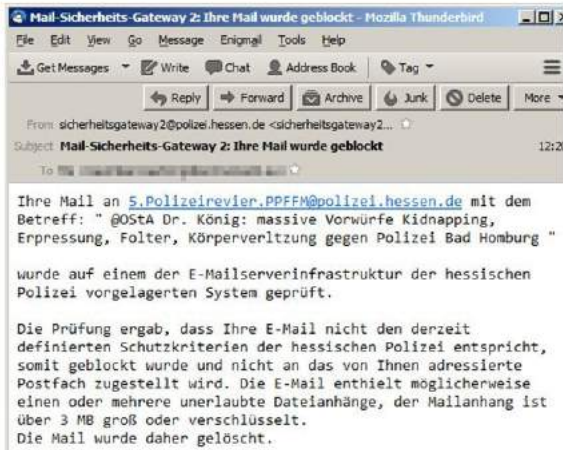 Mail-Sicherheits-Gateway 2: Ihre Mail wurde geblockt - Mozilla Thunderbird
File Edit View Go Message Enigmail Tools Help
Get Messages Write Chat Address Book Tag
Reply Forward Archive Junk Delete More
From sicherheitsgateway2@polizei.hessen.de <sicherheitsgateway2...
Subject Mail-Sicherheits-Gateway 2: Ihre Mail wurde geblockt
To
Ihre Mail an 5.Polizeirevier.PPFFM@polizei.hessen.de mit dem
Betreff: " @OStA Dr. König: massive Vorwürfe Kidnapping,
Erpressung, Folter, Körperverltzung gegen Polizei Bad Homburg "
wurde auf einem der E-Mailserverinfrastruktur der hessischen
Polizei vorgelagerten System geprüft.
Die Prüfung ergab, dass Ihre E-Mail nicht den derzeit
definierten Schutzkriterien der hessischen Polizei entspricht,
somit geblockt wurde und nicht an das von Ihnen adressierte
Postfach zugestellt wird. Die E-Mail enthielt möglicherweise
einen oder mehrere unerlaubte Dateianhänge, der Mailanhang ist
über 3 MB groß oder verschlüsselt.
Die Mail wurde daher gelöscht.